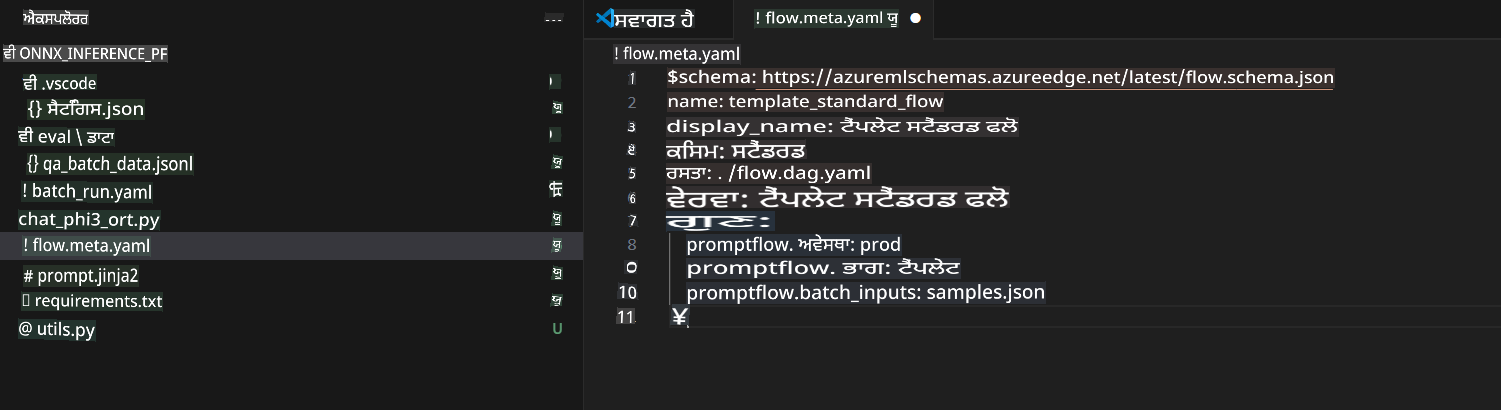 ਐਕਸਪਲੋਰਰ
ਵੀ ONNX_INFERENCE_PF
ਵੀ .vscode
{} ਸੈਟਿੰਗਿਸ.json ਯੂ
ਵੀ eval \ ਡਾਟਾ
{} qa_batch_data.jsonl ਯੂ
! batch_run.yaml
chat_phi3_ort.py ਯੂ
! flow.meta.yaml ਯੂ
# prompt.jinja2 ਯੂ
requirements.txt ਯੂ
@ utils.py U
ਸਵਾਗਤ ਹੈ
! flow.meta.yaml ਯੂ
! flow.meta.yaml
1 $schema: https://azuremlschemas.azureedge.net/latest/flow.schema.json
2 name: template_standard_flow
3 display_name: ਟੈਂਪਲੇਟ ਸਟੈਂਡਰਡ ਫਲੋ
ਕਸਿਮ: ਸਟੈਂਡਰਡ
5 ਰਸਤਾ: . /flow.dag.yaml
6 ਵੇਰਵਾ: ਟੈਂਪਲੇਟ ਸਟੈਂਡਰਡ ਫਲੋ
7 ਗੁਣ:
8 promptflow. ਅਵੇਸਥਾ: prod
promptflow. ਭਾਗ: ਟੈਂਪਲੇਟ
10 promptflow.batch_inputs: samples.json
11 ¥